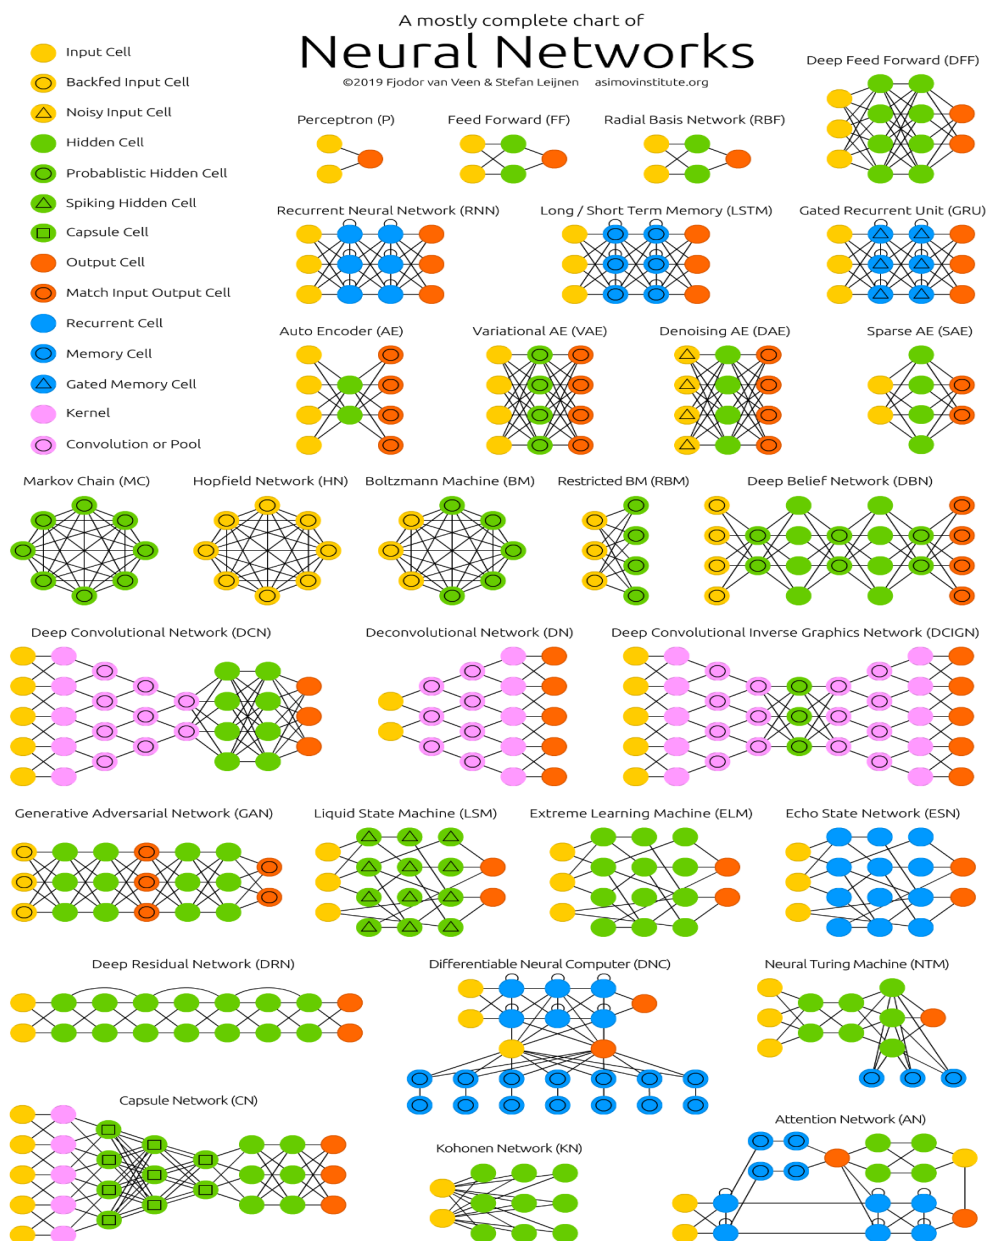 A mostly complete chart of
Neural Networks
©2019 Fjodor van Veen & Stefan Leijnen asimovinstitute.org
Input Cell
Backfed Input Cell
Noisy Input Cell
Hidden Cell
Probablistic Hidden Cell
Spiking Hidden Cell
Capsule Cell
Output Cell
Match Input Output Cell
Recurrent Cell
Memory Cell
Gated Memory Cell
Kernel
Convolution or Pool
Deep Feed Forward (DFF)
Perceptron (P)
Feed Forward (FF)
Radial Basis Network (RBF)
Recurrent Neural Network (RNN)
Long / Short Term Memory (LSTM)
Gated Recurrent Unit (GRU)
Auto Encoder (AE)
Variational AE (VAE)
Denoising AE (DAE)
Sparse AE (SAE)
Markov Chain (MC)
Hopfield Network (HN)
Boltzmann Machine (BM)
Restricted BM (RBM)
Deep Belief Network (DBN)
Deep Convolutional Network (DCN)
Deconvolutional Network (DN)
Deep Convolutional Inverse Graphics Network (DCIGN)
Generative Adversarial Network (GAN)
Liquid State Machine (LSM)
Extreme Learning Machine (ELM)
Echo State Network (ESN)
Deep Residual Network (DRN)
Differentiable Neural Computer (DNC)
Neural Turing Machine (NTM)
Capsule Network (CN)
Kohonen Network (KN)
Attention Network (AN)